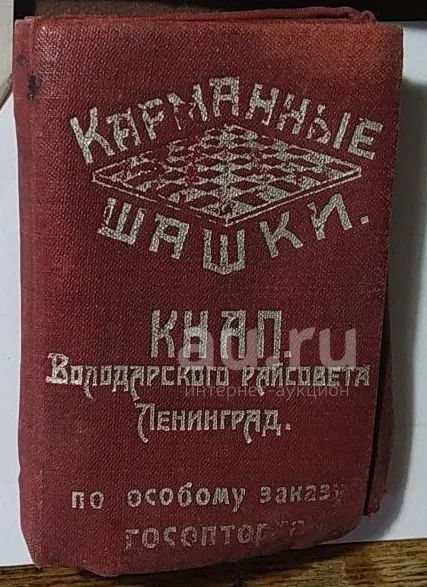 КАРМАННЫЕ
ШАШКИ.
КНАП.
ВОЛОДАРСКОГО РАЙСОВЕТА
ЛЕНИНГРАД.
ПО ОСОБОМУ ЗАКАЗУ
au.ru
интернет-аукцион